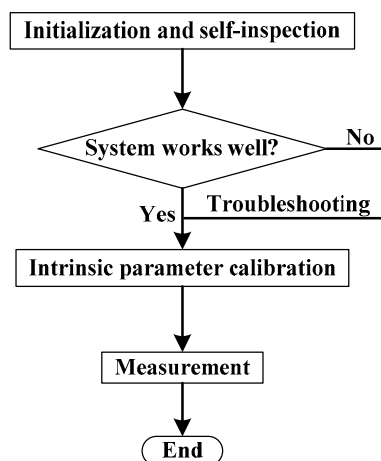 Initialization and self-inspection
System works well?
No
Troubleshooting
Yes
Intrinsic parameter calibration
Measurement
End